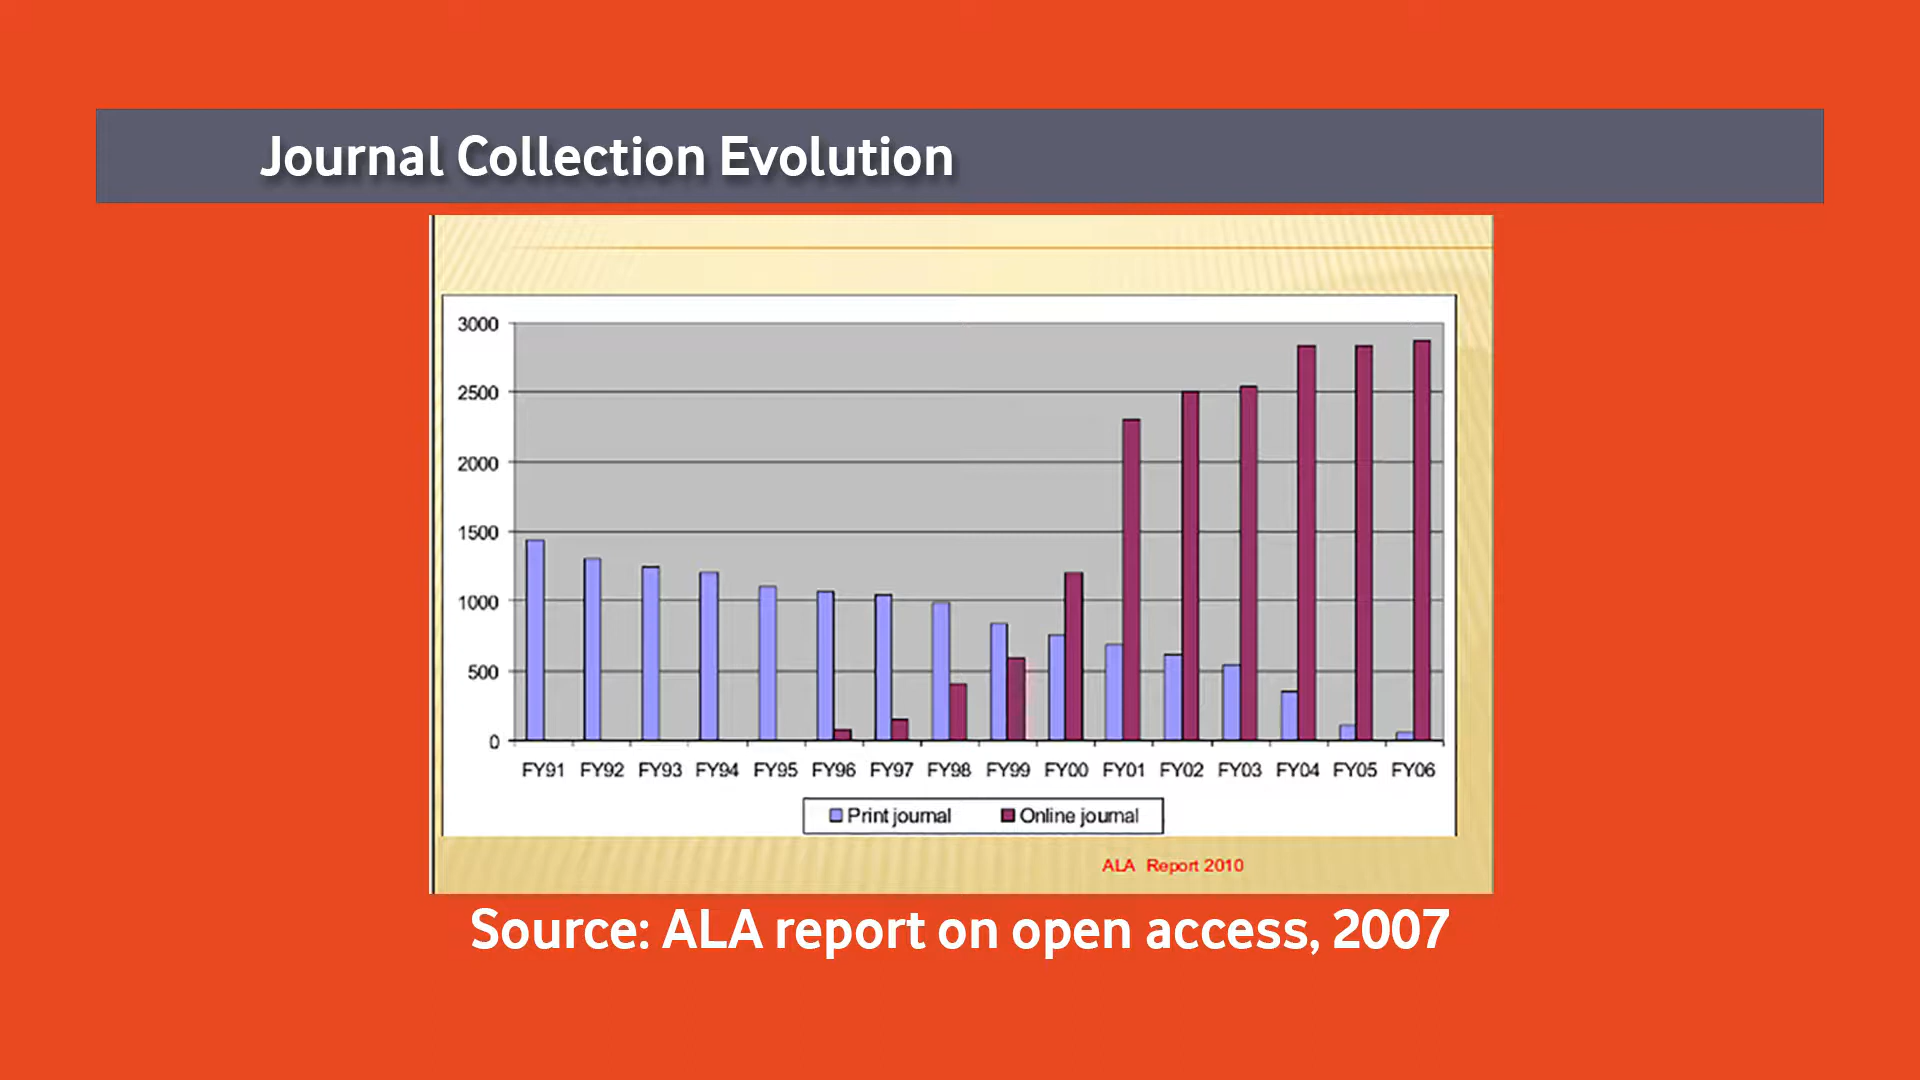 Journal Collection Evolution
3000
2500
2000
1500
1000
500
0
FY91 FY92 FY93 FY94 FY95 FY96 FY97 FY98 FY99 FY00 FY01 FY02 FY03 FY04 FY05 FY06
Print journal Online journal
ALA Report 2010
Source: ALA report on open access, 2007